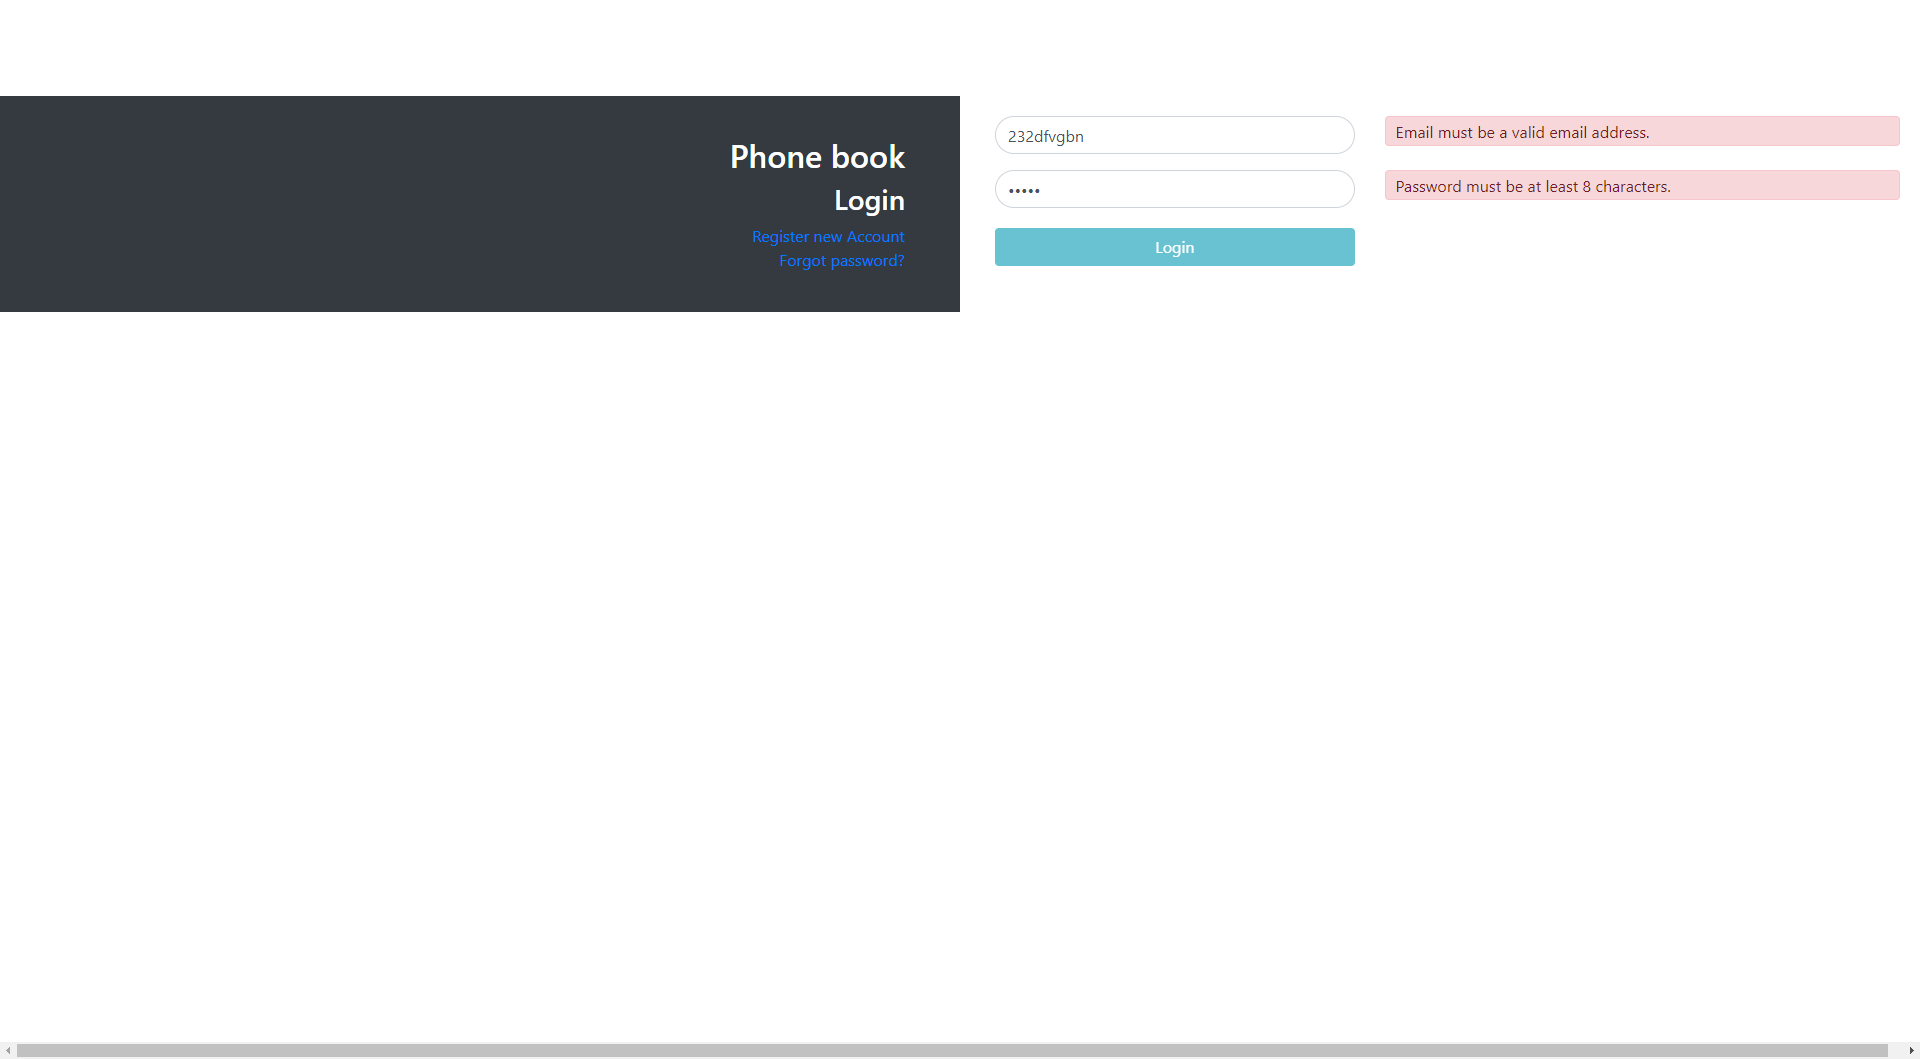 Phone book
Login
Register new Account
Forgot password?
232dfvgbn
Email must be a valid email address.
•••••
Password must be at least 8 characters.
Login